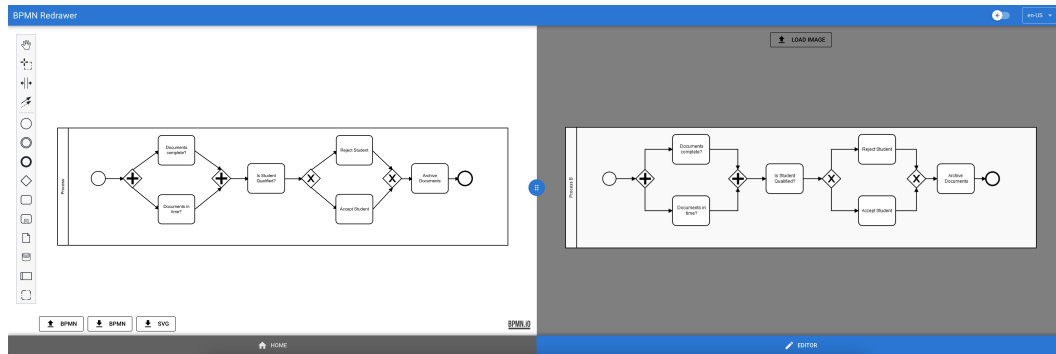 BPMN Redrawer
en-US
LOAD IMAGE
Process
Documents
complete?
Documents in
time?
Is Student
Qualified?
Reject Student
Accept Student
Archive
Documents
Process B
Documents
complete?
Documents in
time?
Is Student
Qualified?
Reject Student
Accept Student
Archive
Documents
BPMN
BPMN
SVG
BPMN.iO
HOME
EDITOR